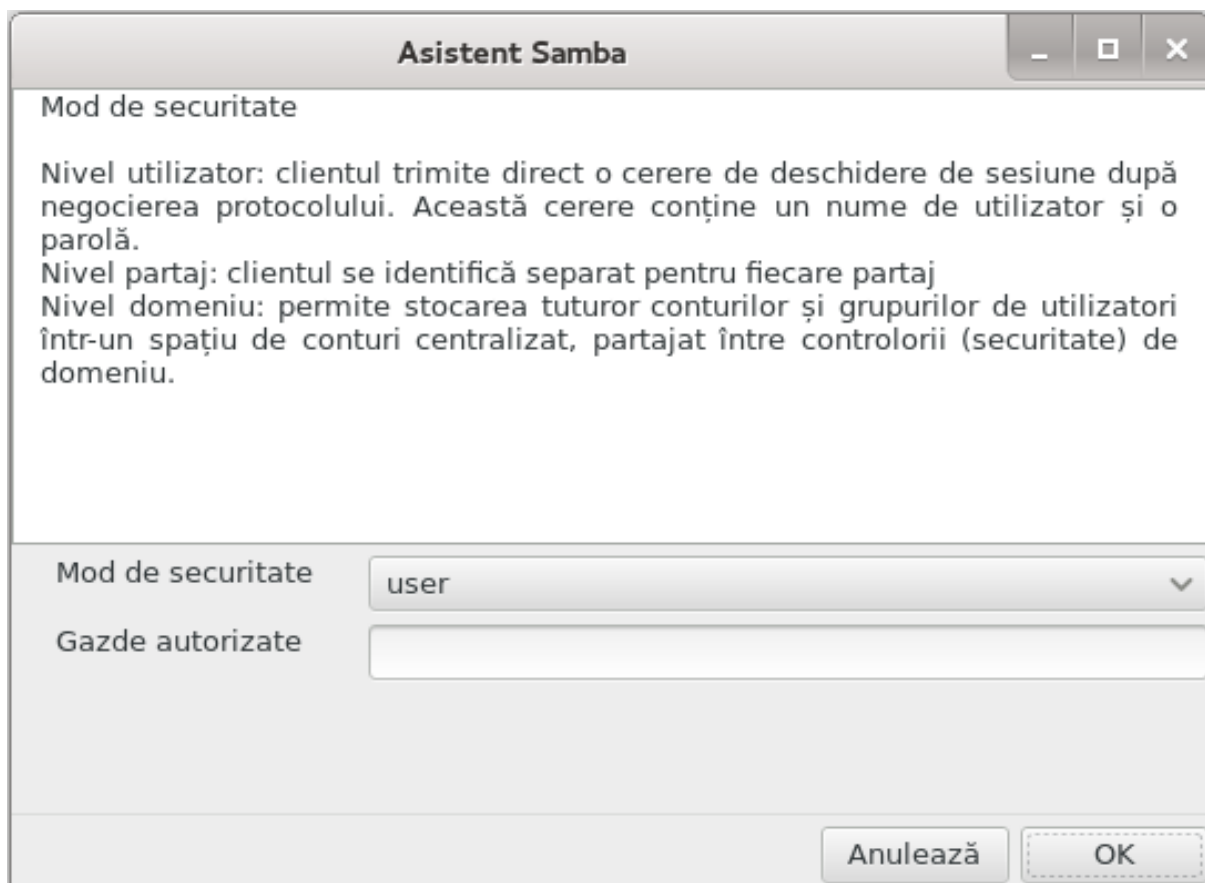 Asistent Samba
Mod de securitate
Nivel utilizator: clientul trimite direct o cerere de deschidere de sesiune după
negocierea protocolului. Această cerere conține un nume de utilizator și o
parolă.
Nivel partaj: clientul se identifică separat pentru fiecare partaj
Nivel domeniu: permite stocarea tuturor conturilor și grupurilor de utilizatori
într-un spațiu de conturi centralizat, partajat între controlorii (securitate) de
domeniu.
Mod de securitate
user
Gazde autorizate
Anulează
OK